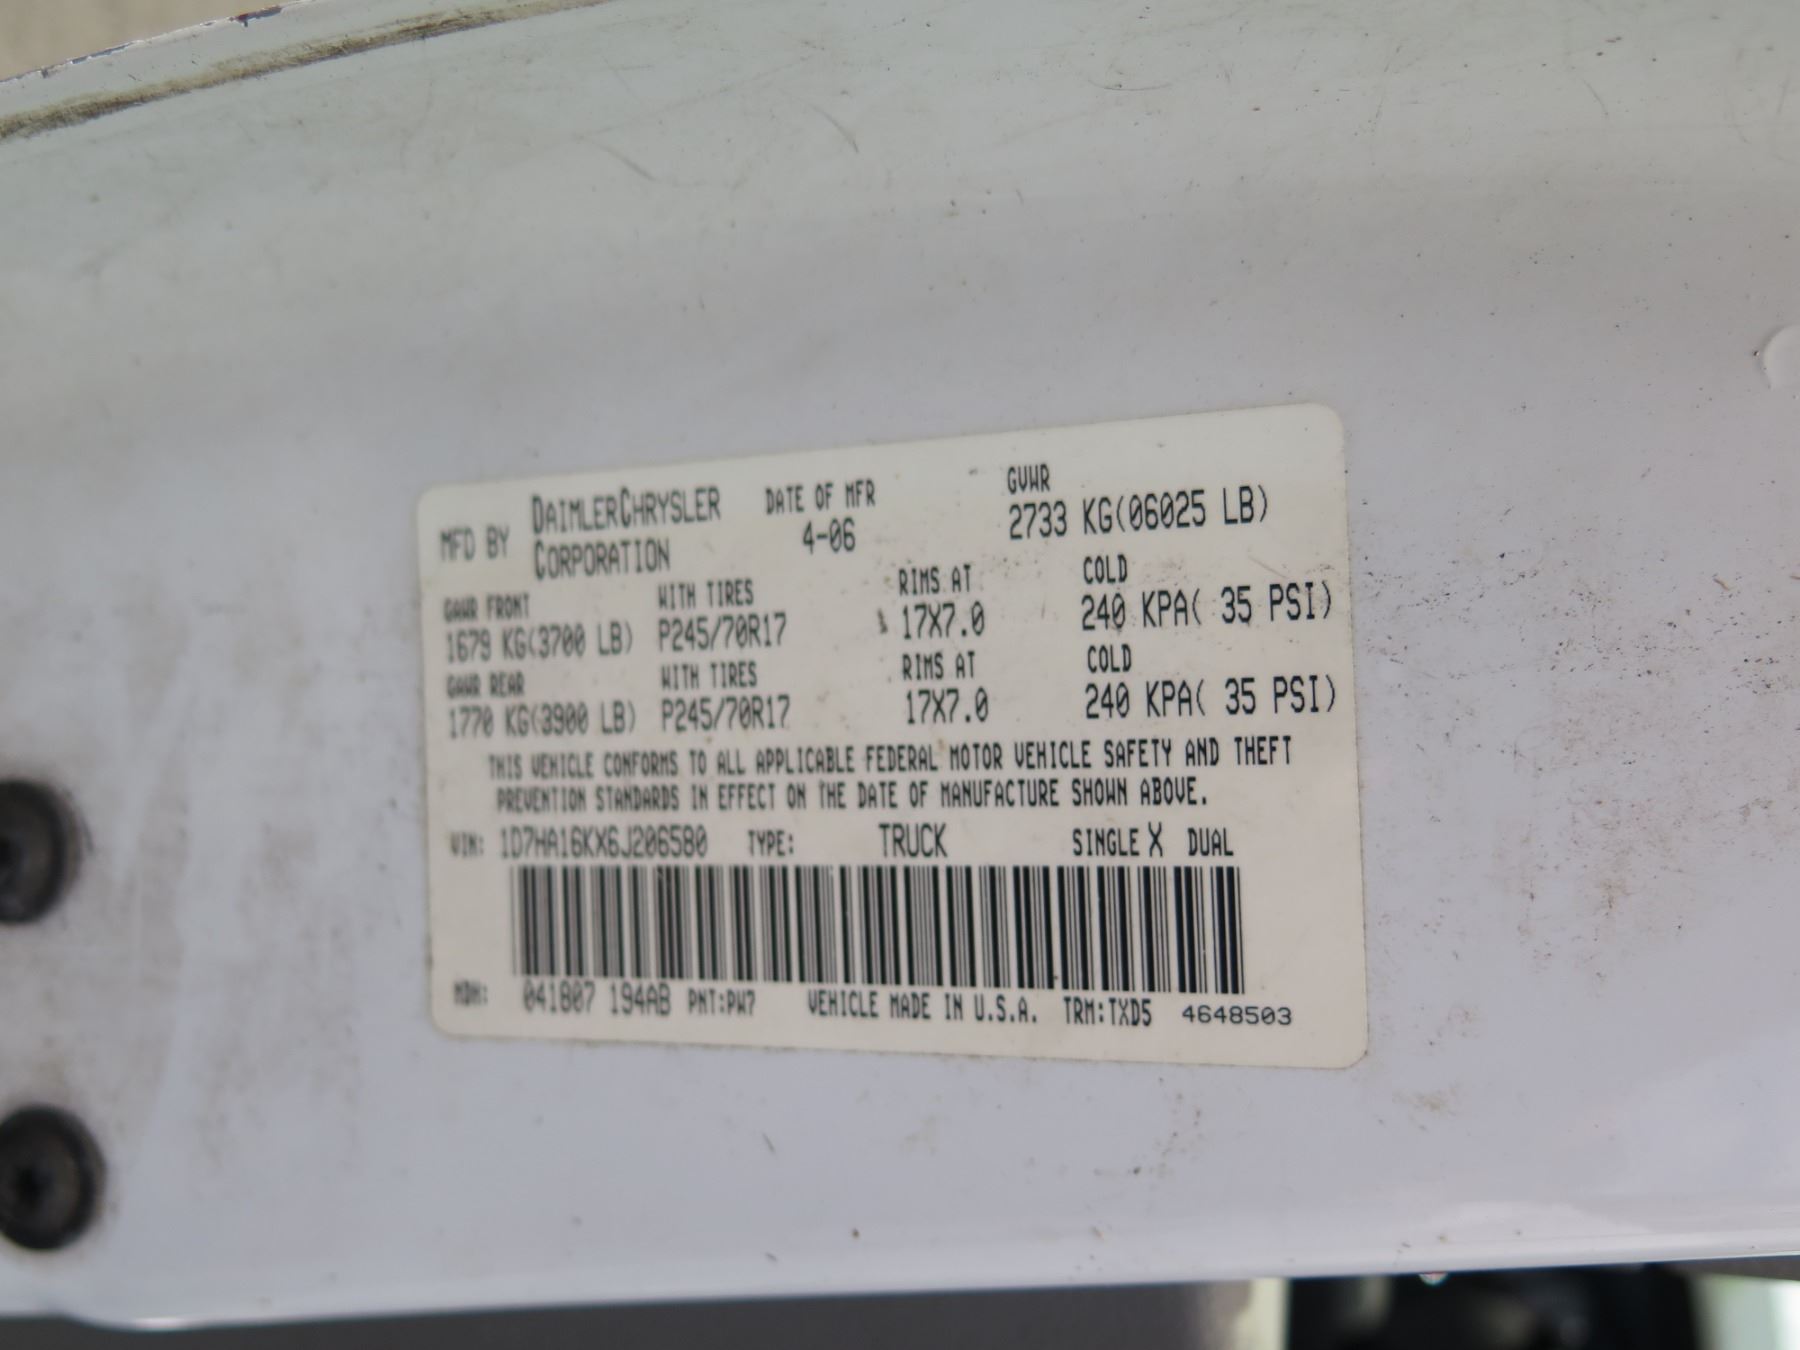 MFD BY DAIMLERCHRYSLER CORPORATION
DATE OF MFR 4-06
GVWR 2733 KG(06025 LB)
GAWR FRONT WITH TIRES RIMS AT COLD
1679 KG(3700 LB) P245/70R17 17X7.0 240 KPA( 35 PSI)
GAWR REAR WITH TIRES RIMS AT COLD
1770 KG(3900 LB) P245/70R17 17X7.0 240 KPA( 35 PSI)
THIS VEHICLE CONFORMS TO ALL APPLICABLE FEDERAL MOTOR VEHICLE SAFETY AND THEFT
PREVENTION STANDARDS IN EFFECT ON THE DATE OF MANUFACTURE SHOWN ABOVE.
VIN: 1D7HA16KX6J206580 TYPE: TRUCK SINGLE X DUAL
MDH: 041807 194AB PNT:PW7 VEHICLE MADE IN U.S.A. TRM:TXD5 4648503